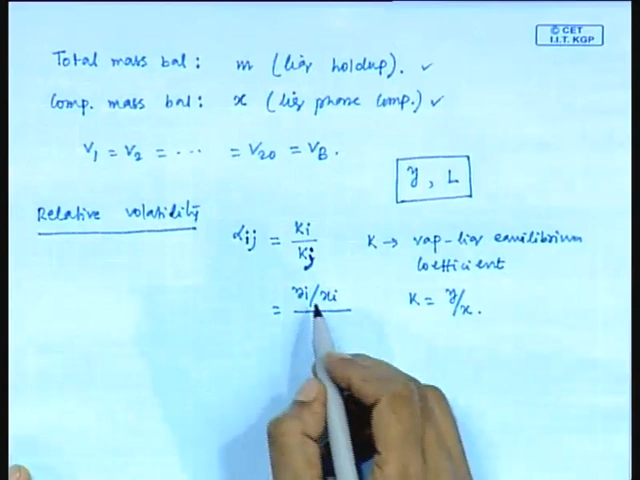 © CET
I.I.T. KGP
Total mass bal: m (liq holdup). ✓
Comp. mass bal: x (liq phase comp.) ✓
V1 = V2 = ... = V20 = VB.
y, L
Relative volatility
αij = Ki/Kj K → vap-liq equilibrium
coefficient
= yi/xi K = y/x.